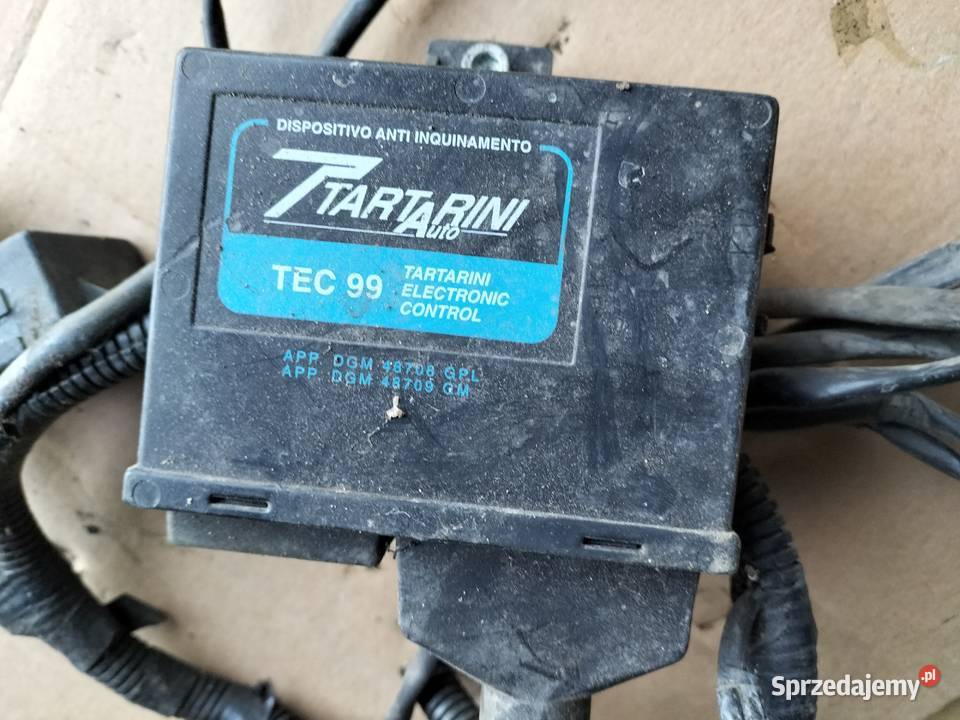 DISPOSITIVO ANTI INQUINAMENTO
TARTARINI
Auto
TEC 99
TARTARINI
ELECTRONIC
CONTROL
APP. DGM 48708 GPL
APP. DGM 48709 GM
Sprzedajemy.pl